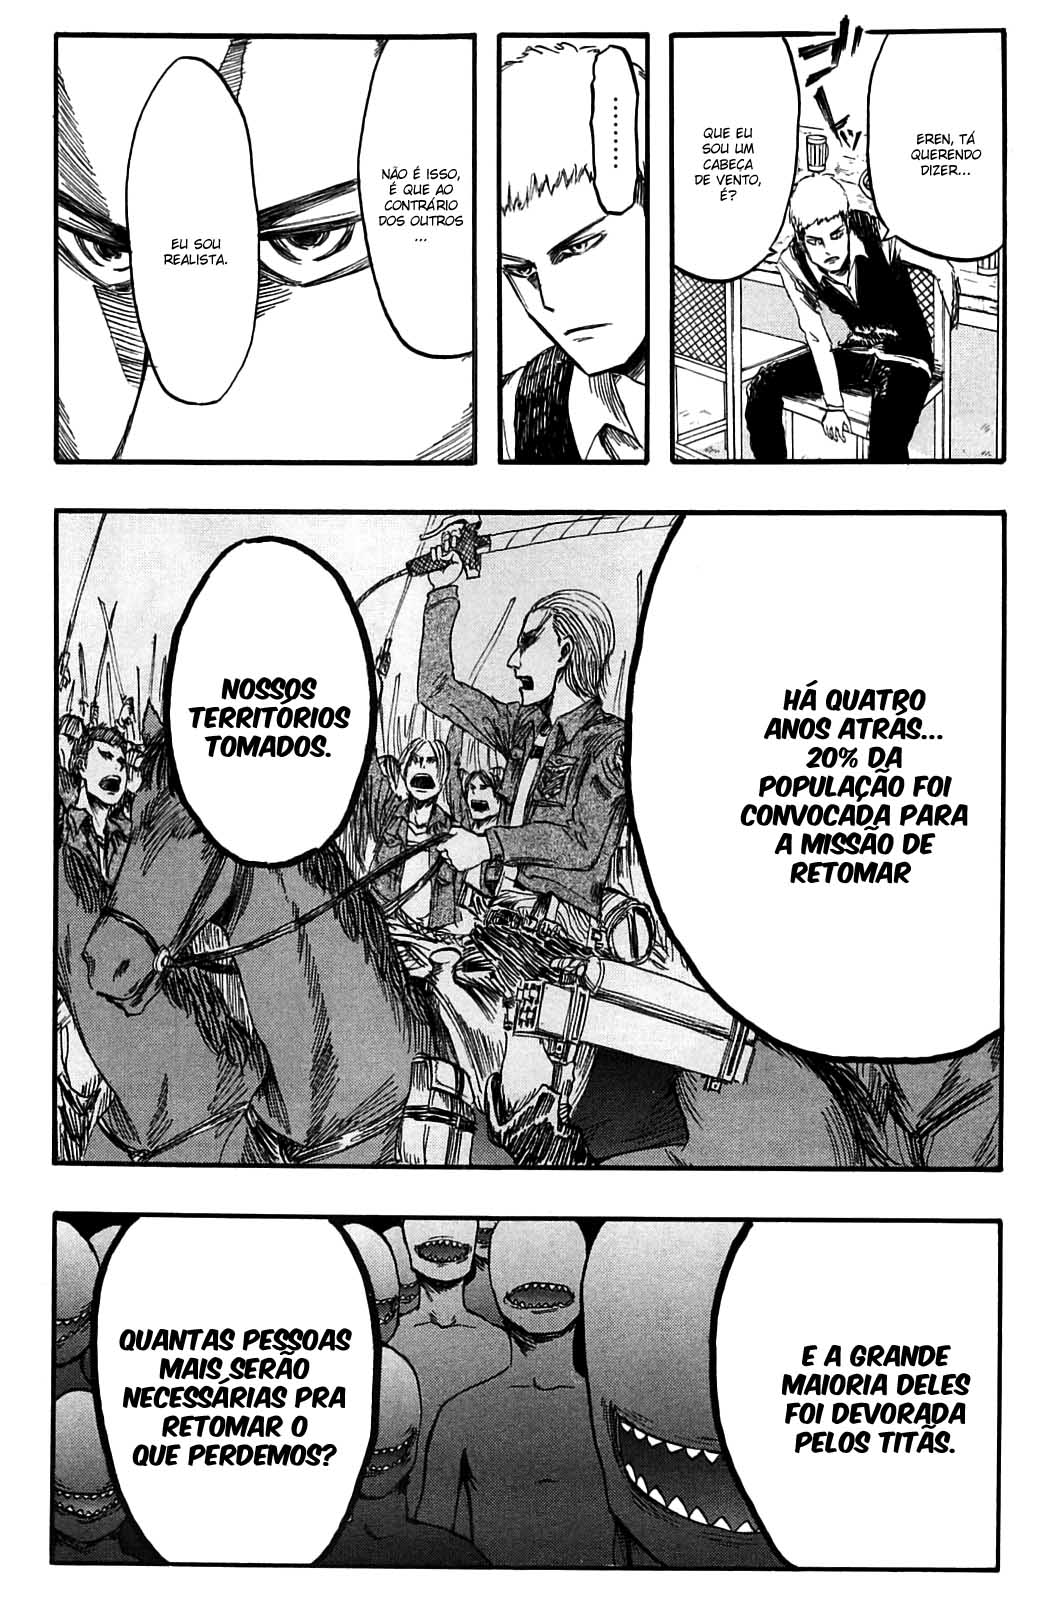 EREN, TÁ
QUERENDO
DIZER...
QUE EU
SOU UM
CABEÇA
DE VENTO,
É?
.........
NÃO É ISSO,
É QUE AO
CONTRÁRIO
DOS OUTROS
...
EU SOU
REALISTA.
HÁ QUATRO
ANOS ATRÁS...
20% DA
POPULAÇÃO FOI
CONVOCADA PARA
A MISSÃO DE
RETOMAR
NOSSOS
TERRITÓRIOS
TOMADOS.
E A GRANDE
MAIORIA DELES
FOI DEVORADA
PELOS TITÃS.
QUANTAS PESSOAS
MAIS SERÃO
NECESSÁRIAS PRA
RETOMAR O
QUE PERDEMOS?